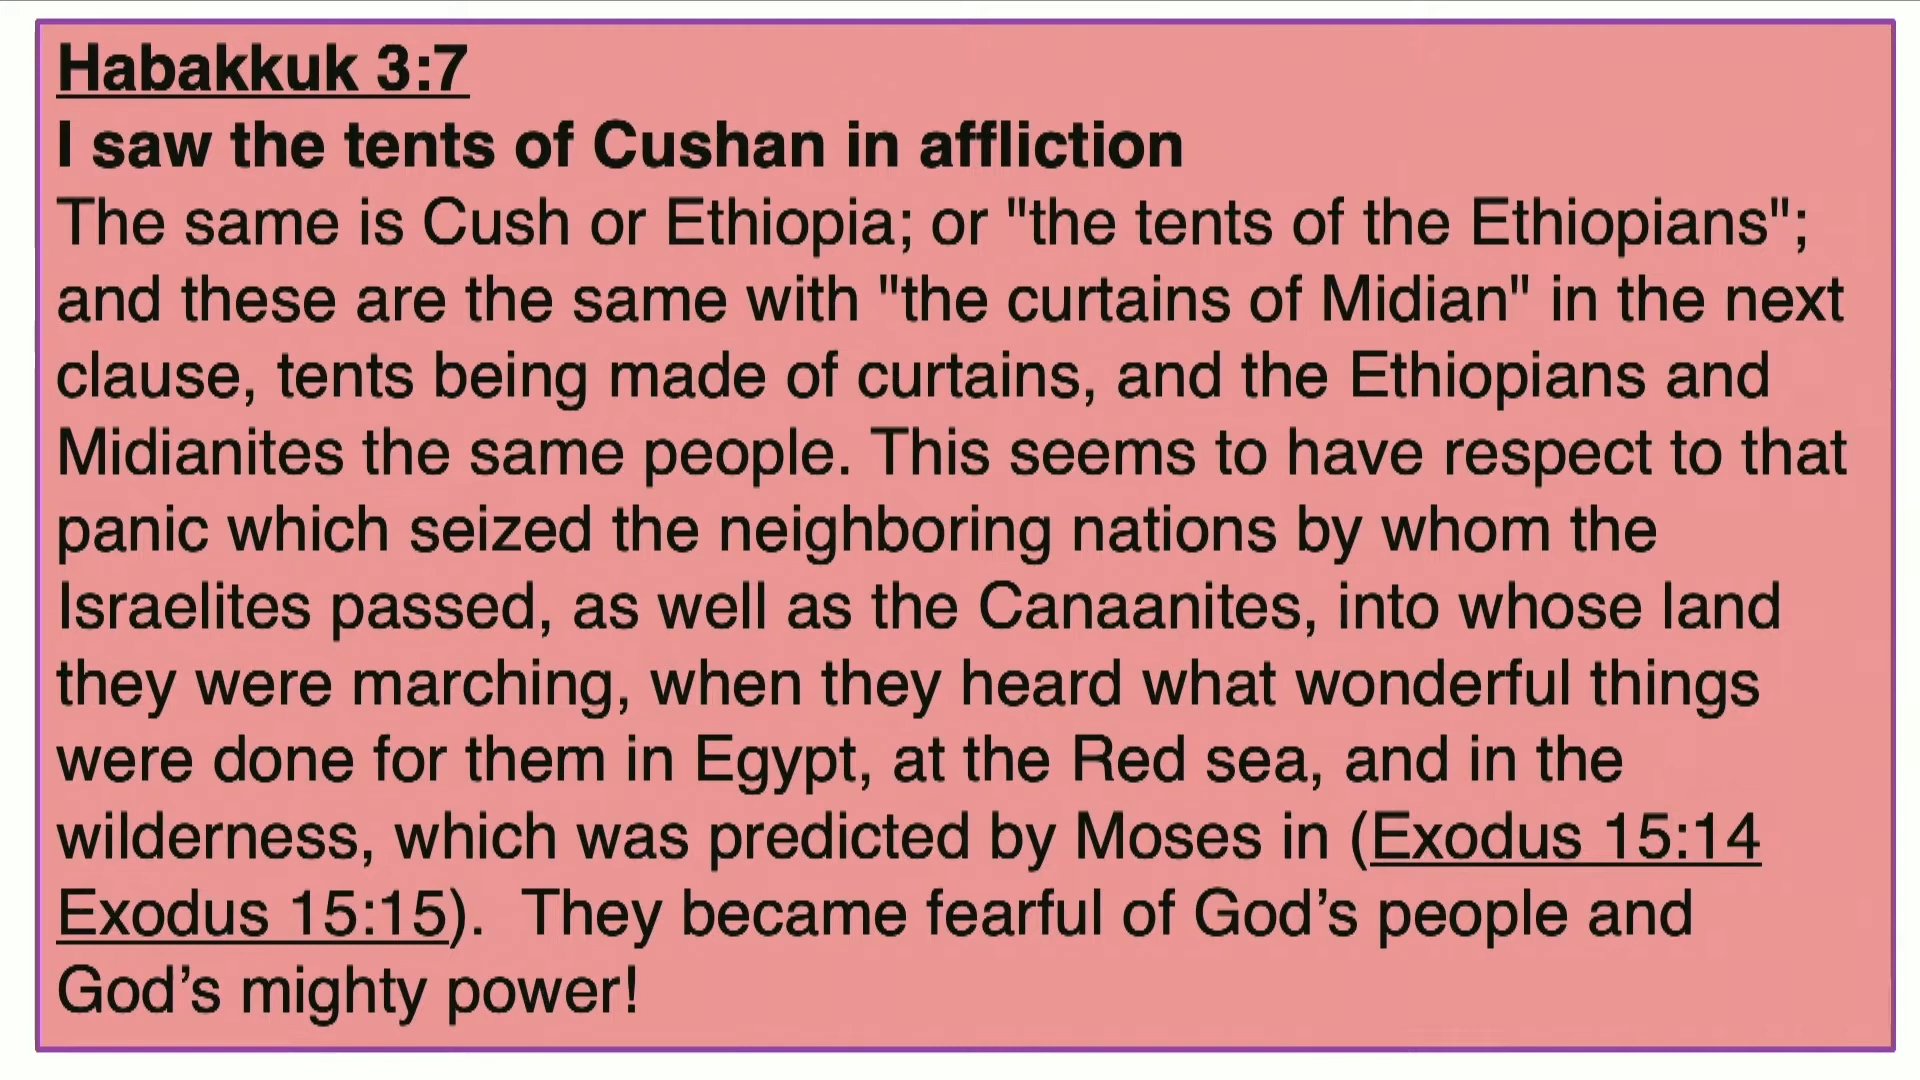 Habakkuk 3:7
I saw the tents of Cushan in affliction
The same is Cush or Ethiopia; or "the tents of the Ethiopians";
and these are the same with "the curtains of Midian" in the next
clause, tents being made of curtains, and the Ethiopians and
Midianites the same people. This seems to have respect to that
panic which seized the neighboring nations by whom the
Israelites passed, as well as the Canaanites, into whose land
they were marching, when they heard what wonderful things
were done for them in Egypt, at the Red sea, and in the
wilderness, which was predicted by Moses in (Exodus 15:14
Exodus 15:15).  They became fearful of God’s people and
God’s mighty power!